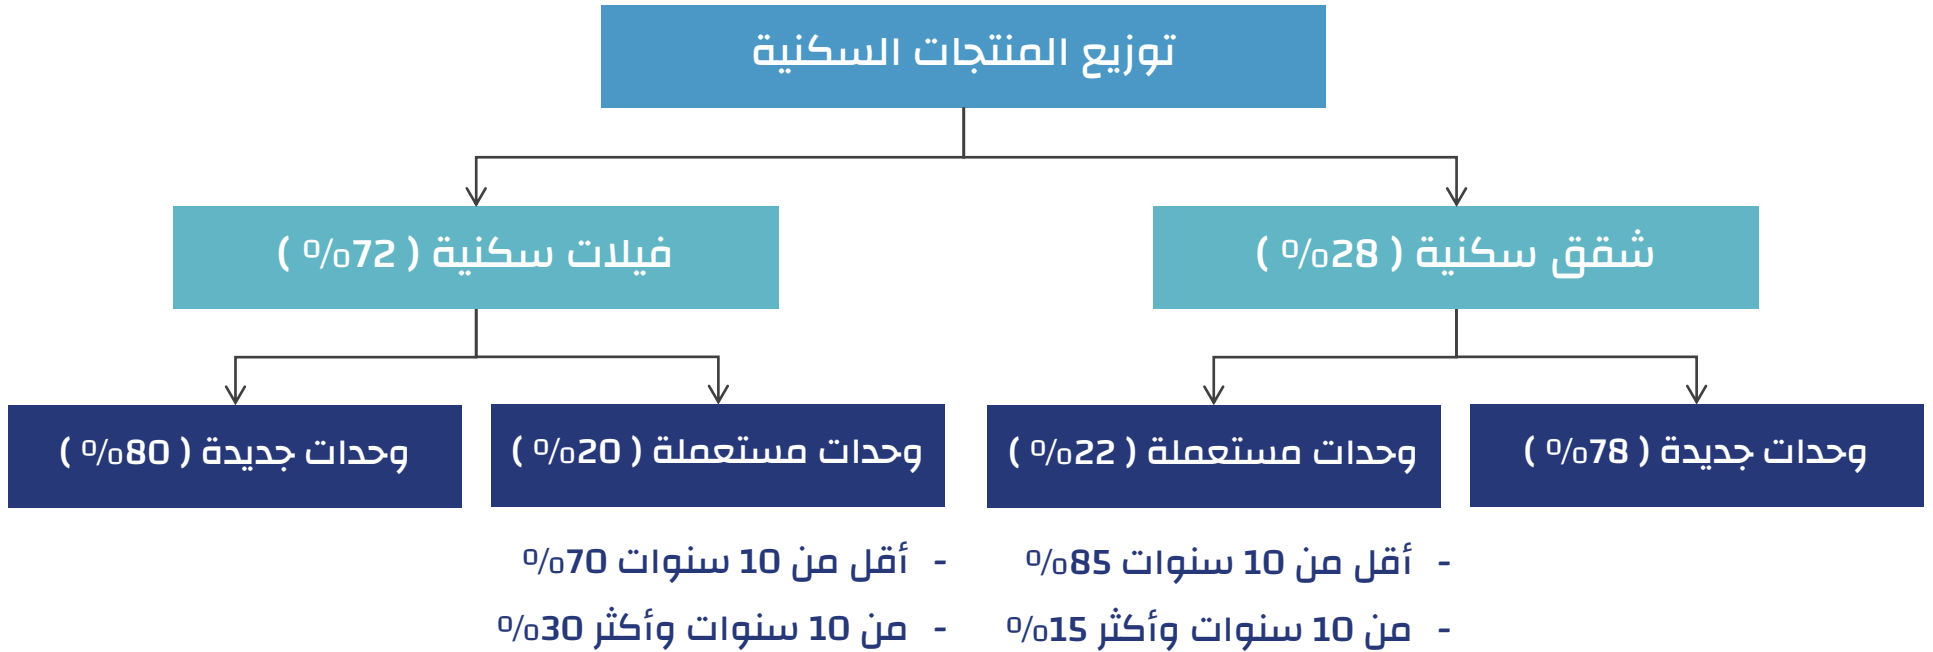 توزيع المنتجات السكنية
شقق سكنية ( 28% )
فيلات سكنية ( 72% )
وحدات جديدة ( 78% )
وحدات مستعملة ( 22% )
وحدات مستعملة ( 20% )
وحدات جديدة ( 80% )
- أقل من 10 سنوات 85%
- من 10 سنوات وأكثر 15%
- أقل من 10 سنوات 70%
- من 10 سنوات وأكثر 30%